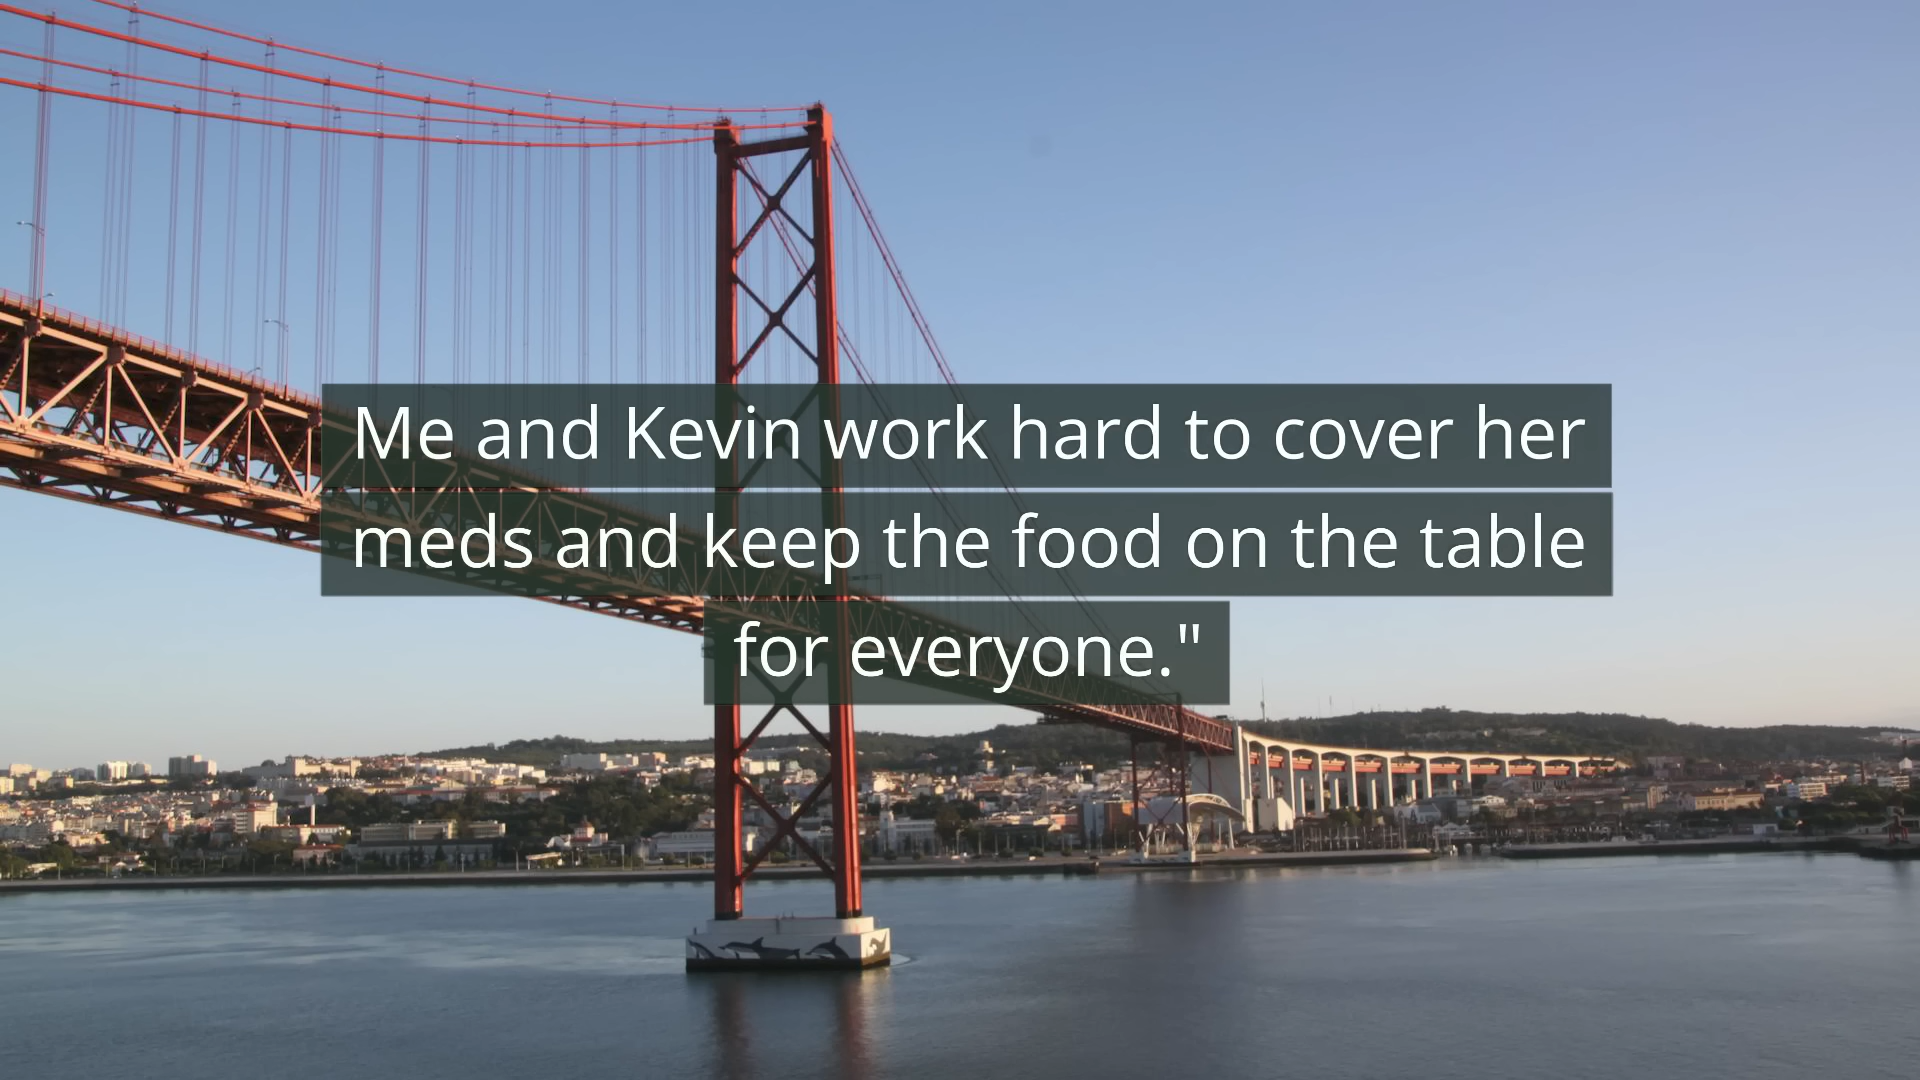 Me and Kevin work hard to cover her
meds and keep the food on the table
for everyone."